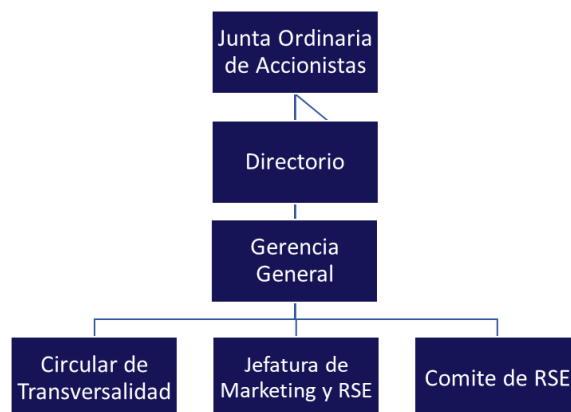 Junta Ordinaria
de Accionistas
Directorio
Gerencia
General
Circular de
Transversalidad
Jefatura de
Marketing y RSE
Comite de RSE